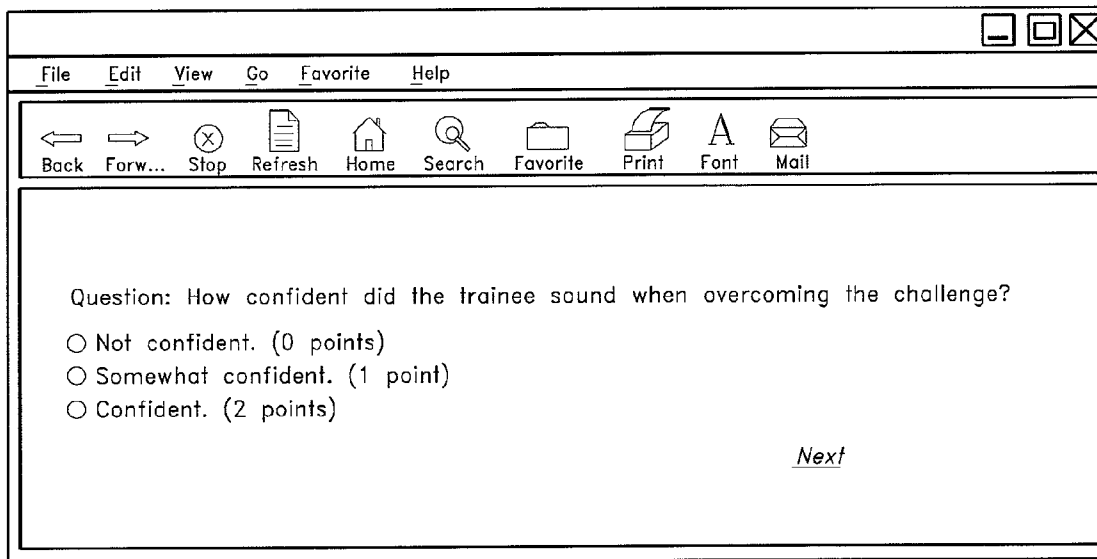 File Edit View Go Favorite Help
Back Forw... Stop Refresh Home Search Favorite Print Font Mail
Question: How confident did the trainee sound when overcoming the challenge?
Not confident. (0 points)
Somewhat confident. (1 point)
Confident. (2 points)
Next